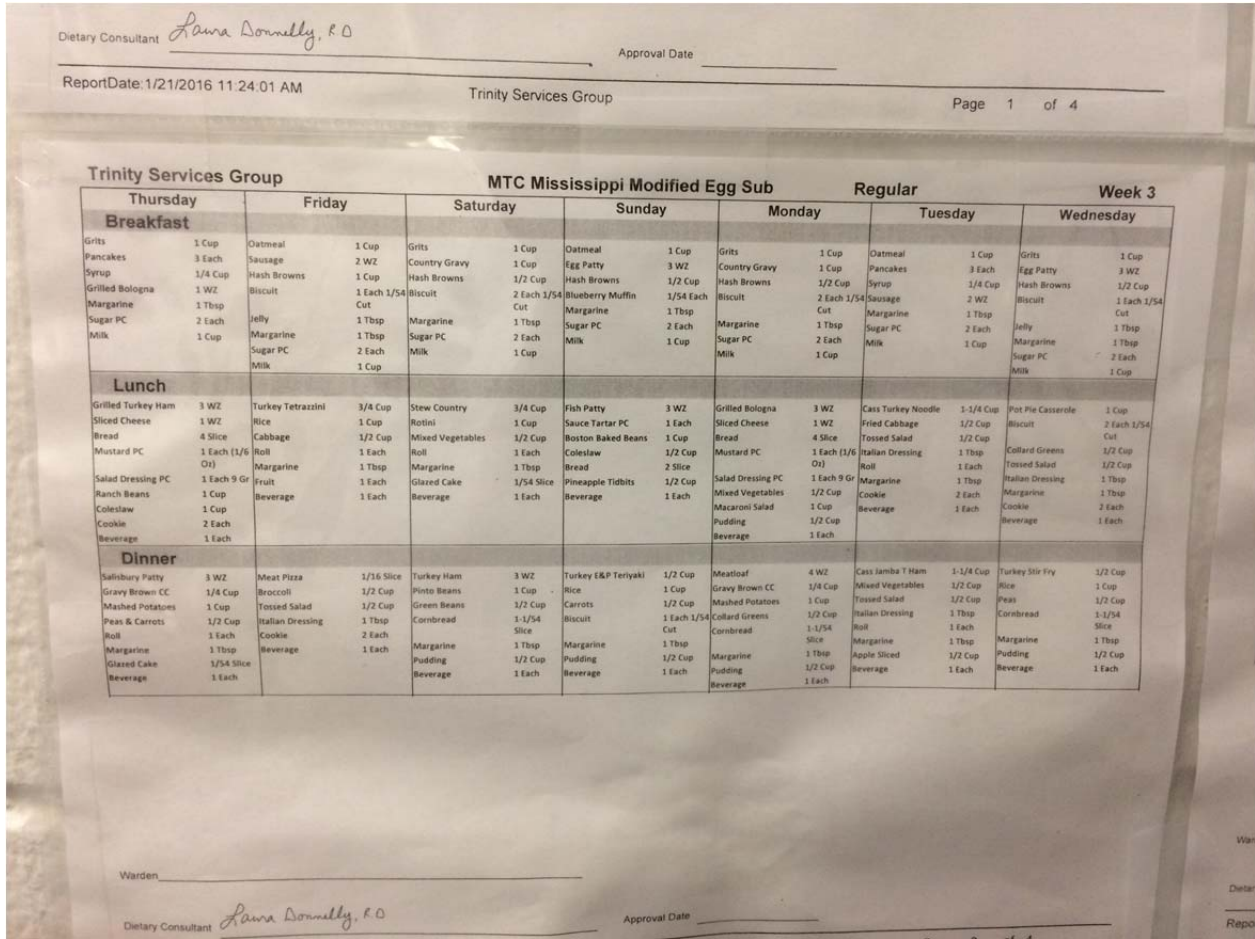 Dietary Consultant Laura Donnelly, R.D
Approval Date
ReportDate:1/21/2016 11:24:01 AM
Trinity Services Group
Page 1 of 4
Trinity Services Group MTC Mississippi Modified Egg Sub Regular Week 3
Thursday Friday Saturday Sunday Monday Tuesday Wednesday
Breakfast
Grits 1 Cup
Pancakes 3 Each
Syrup 1/4 Cup
Grilled Bologna 1 WZ
Margarine 1 Tbsp
Sugar PC 2 Each
Milk 1 Cup
Oatmeal 1 Cup
Sausage 2 WZ
Hash Browns 1 Cup
Biscuit 1 Each 1/54
Cut
Jelly 1 Tbsp
Margarine 1 Tbsp
Sugar PC 2 Each
Milk 1 Cup
Grits 1 Cup
Country Gravy 1 Cup
Hash Browns 1/2 Cup
Biscuit 2 Each 1/54
Cut
Margarine 1 Tbsp
Sugar PC 2 Each
Milk 1 Cup
Oatmeal 1 Cup
Egg Patty 3 WZ
Hash Browns 1/2 Cup
Blueberry Muffin 1/54 Each
Margarine 1 Tbsp
Sugar PC 2 Each
Milk 1 Cup
Grits 1 Cup
Country Gravy 1 Cup
Hash Browns 1/2 Cup
Biscuit 2 Each 1/54
Cut
Margarine 1 Tbsp
Sugar PC 2 Each
Milk 1 Cup
Oatmeal 1 Cup
Pancakes 3 Each
Syrup 1/4 Cup
Sausage 2 WZ
Margarine 1 Tbsp
Sugar PC 2 Each
Milk 1 Cup
Grits 1 Cup
Egg Patty 3 WZ
Hash Browns 1/2 Cup
Biscuit 1 Each 1/54
Cut
Jelly 1 Tbsp
Margarine 1 Tbsp
Sugar PC 2 Each
Milk 1 Cup
Lunch
Grilled Turkey Ham 3 WZ
Sliced Cheese 1 WZ
Bread 4 Slice
Mustard PC 1 Each (1/6
Oz)
Salad Dressing PC 1 Each 9 Gr
Ranch Beans 1 Cup
Coleslaw 1 Cup
Cookie 2 Each
Beverage 1 Each
Turkey Tetrazzini 3/4 Cup
Rice 1 Cup
Cabbage 1/2 Cup
Roll 1 Each
Margarine 1 Tbsp
Fruit 1 Each
Beverage 1 Each
Stew Country 3/4 Cup
Rotini 1 Cup
Mixed Vegetables 1/2 Cup
Roll 1 Each
Margarine 1 Tbsp
Glazed Cake 1/54 Slice
Beverage 1 Each
Fish Patty 3 WZ
Sauce Tartar PC 1 Each
Boston Baked Beans 1 Cup
Coleslaw 1/2 Cup
Bread 2 Slice
Pineapple Tidbits 1/2 Cup
Beverage 1 Each
Grilled Bologna 3 WZ
Sliced Cheese 1 WZ
Bread 4 Slice
Mustard PC 1 Each (1/6
Oz)
Salad Dressing PC 1 Each 9 Gr
Mixed Vegetables 1/2 Cup
Macaroni Salad 1 Cup
Pudding 1/2 Cup
Beverage 1 Each
Cass Turkey Noodle 1-1/4 Cup
Fried Cabbage 1/2 Cup
Tossed Salad 1/2 Cup
Italian Dressing 1 Tbsp
Roll 1 Each
Margarine 1 Tbsp
Cookie 2 Each
Beverage 1 Each
Pot Pie Casserole 1 Cup
Biscuit 2 Each 1/54
Cut
Collard Greens 1/2 Cup
Tossed Salad 1/2 Cup
Italian Dressing 1 Tbsp
Margarine 1 Tbsp
Cookie 2 Each
Beverage 1 Each
Dinner
Salisbury Patty 3 WZ
Gravy Brown CC 1/4 Cup
Mashed Potatoes 1 Cup
Peas & Carrots 1/2 Cup
Roll 1 Each
Margarine 1 Tbsp
Glazed Cake 1/54 Slice
Beverage 1 Each
Meat Pizza 1/16 Slice
Broccoli 1/2 Cup
Tossed Salad 1/2 Cup
Italian Dressing 1 Tbsp
Cookie 2 Each
Beverage 1 Each
Turkey Ham 3 WZ
Pinto Beans 1 Cup
Green Beans 1/2 Cup
Cornbread 1-1/54
Slice
Margarine 1 Tbsp
Pudding 1/2 Cup
Beverage 1 Each
Turkey E&P Teriyaki 1/2 Cup
Rice 1 Cup
Carrots 1/2 Cup
Biscuit 1 Each 1/54
Cut
Margarine 1 Tbsp
Pudding 1/2 Cup
Beverage 1 Each
Meatloaf 4 WZ
Gravy Brown CC 1/4 Cup
Mashed Potatoes 1 Cup
Collard Greens 1/2 Cup
Cornbread 1-1/54
Slice
Margarine 1 Tbsp
Pudding 1/2 Cup
Beverage 1 Each
Cass Jamba T Ham 1-1/4 Cup
Mixed Vegetables 1/2 Cup
Tossed Salad 1/2 Cup
Italian Dressing 1 Tbsp
Roll 1 Each
Margarine 1 Tbsp
Apple Sliced 1/2 Cup
Beverage 1 Each
Turkey Stir Fry 1/2 Cup
Rice 1 Cup
Peas 1/2 Cup
Cornbread 1-1/54
Slice
Margarine 1 Tbsp
Pudding 1/2 Cup
Beverage 1 Each
Warden
Dietary Consultant Laura Donnelly, R.D
Approval Date